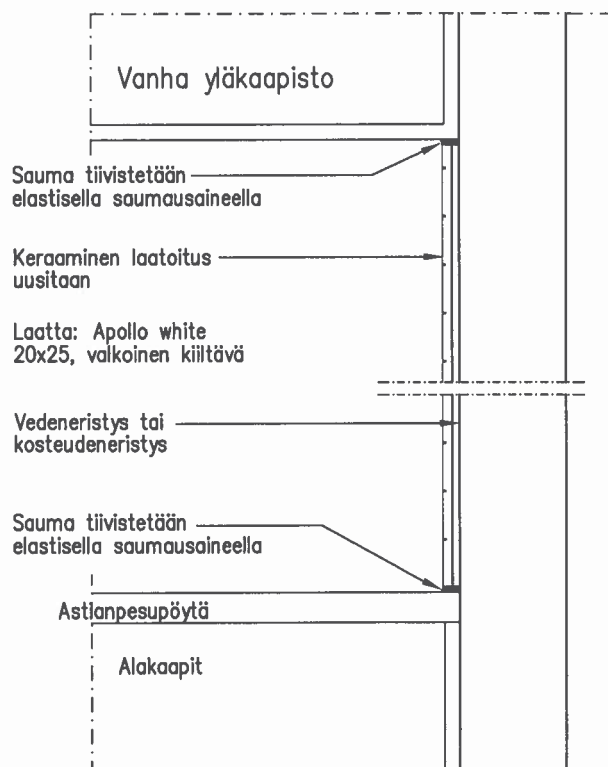 Vanha yläkaapisto
Sauma tiivistetään
elastisella saumausaineella
Keraaminen laatoitus
uusitaan
Laatta: Apollo white
20x25, valkoinen kiiltävä
Vedeneristys tai
kosteudeneristys
Sauma tiivistetään
elastisella saumausaineella
Astianpesupöytä
Alakaapit